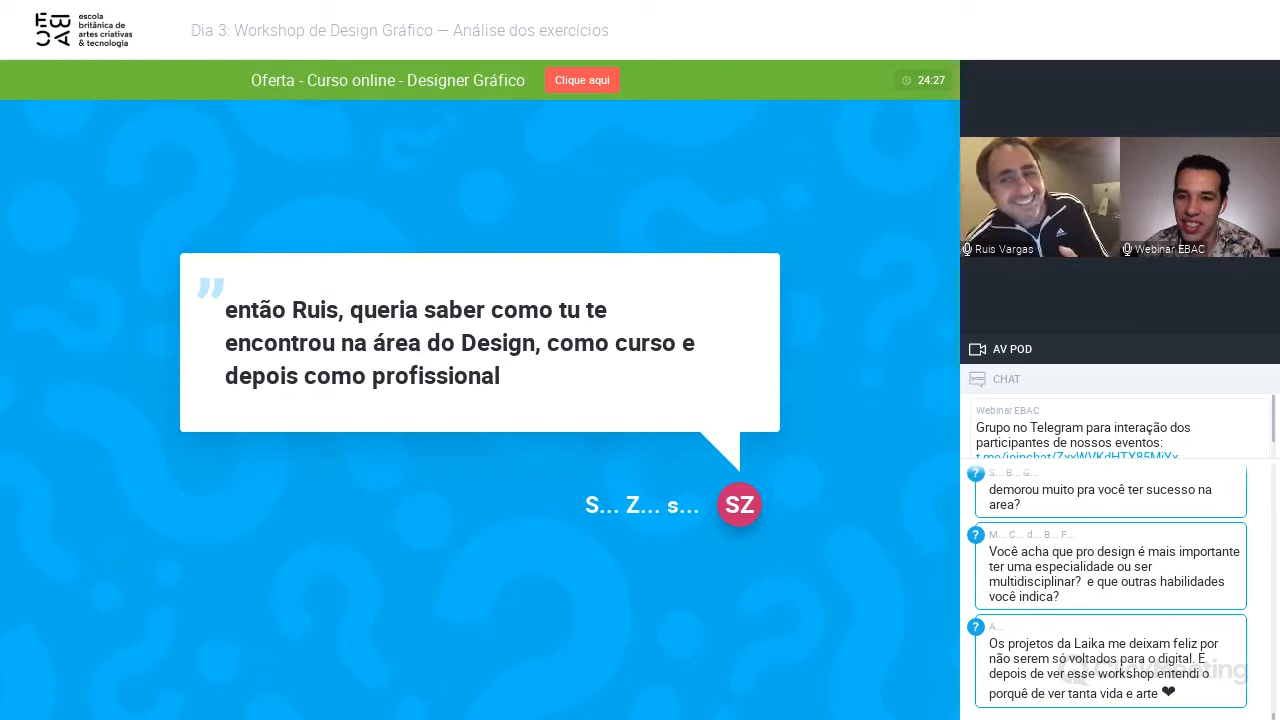 escola
britânica de
artes criativas
& tecnologia
Dia 3: Workshop de Design Gráfico — Análise dos exercícios
Oferta - Curso online - Designer Gráfico
Clique aqui
24:27
então Ruis, queria saber como tu te
encontrou na área do Design, como curso e
depois como profissional
S... Z... s...
SZ
Ruis Vargas
Webinar EBAC
AV POD
CHAT
Webinar EBAC
Grupo no Telegram para interação dos
participantes de nossos eventos:
S... B... G...
demorou muito pra você ter sucesso na
area?
M... C... d... B... F...
Você acha que pro design é mais importante
ter uma especialidade ou ser
multidisciplinar? e que outras habilidades
você indica?
A...
Os projetos da Laika me deixam feliz por
não serem só voltados para o digital. E
depois de ver esse workshop entendi o
porquê de ver tanta vida e arte ❤
ClickMeeting